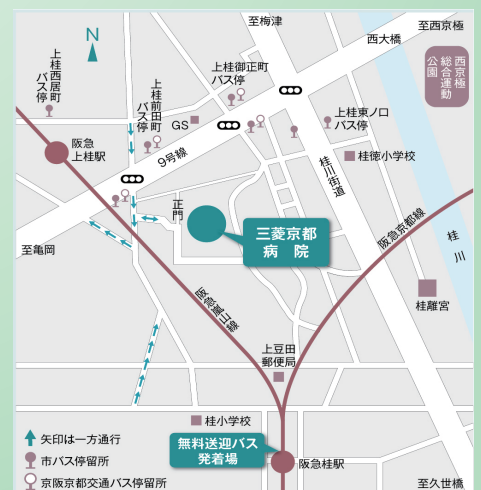 至梅津
至西京極
西大橋
N
上桂西居町
バス停
上桂前田町
バス停
上桂御正町
バス停
西京極
総合運動
公園
GS
上桂東ノ口
バス停
阪急
上桂駅
9号線
桂徳小学校
桂川街道
正門
三菱京都
病院
阪急京都線
桂川
至亀岡
阪急嵐山線
桂離宮
上豆田
郵便局
桂小学校
無料送迎バス
発着場
阪急桂駅
矢印は一方通行
市バス停留所
京阪京都交通バス停留所
至久世橋